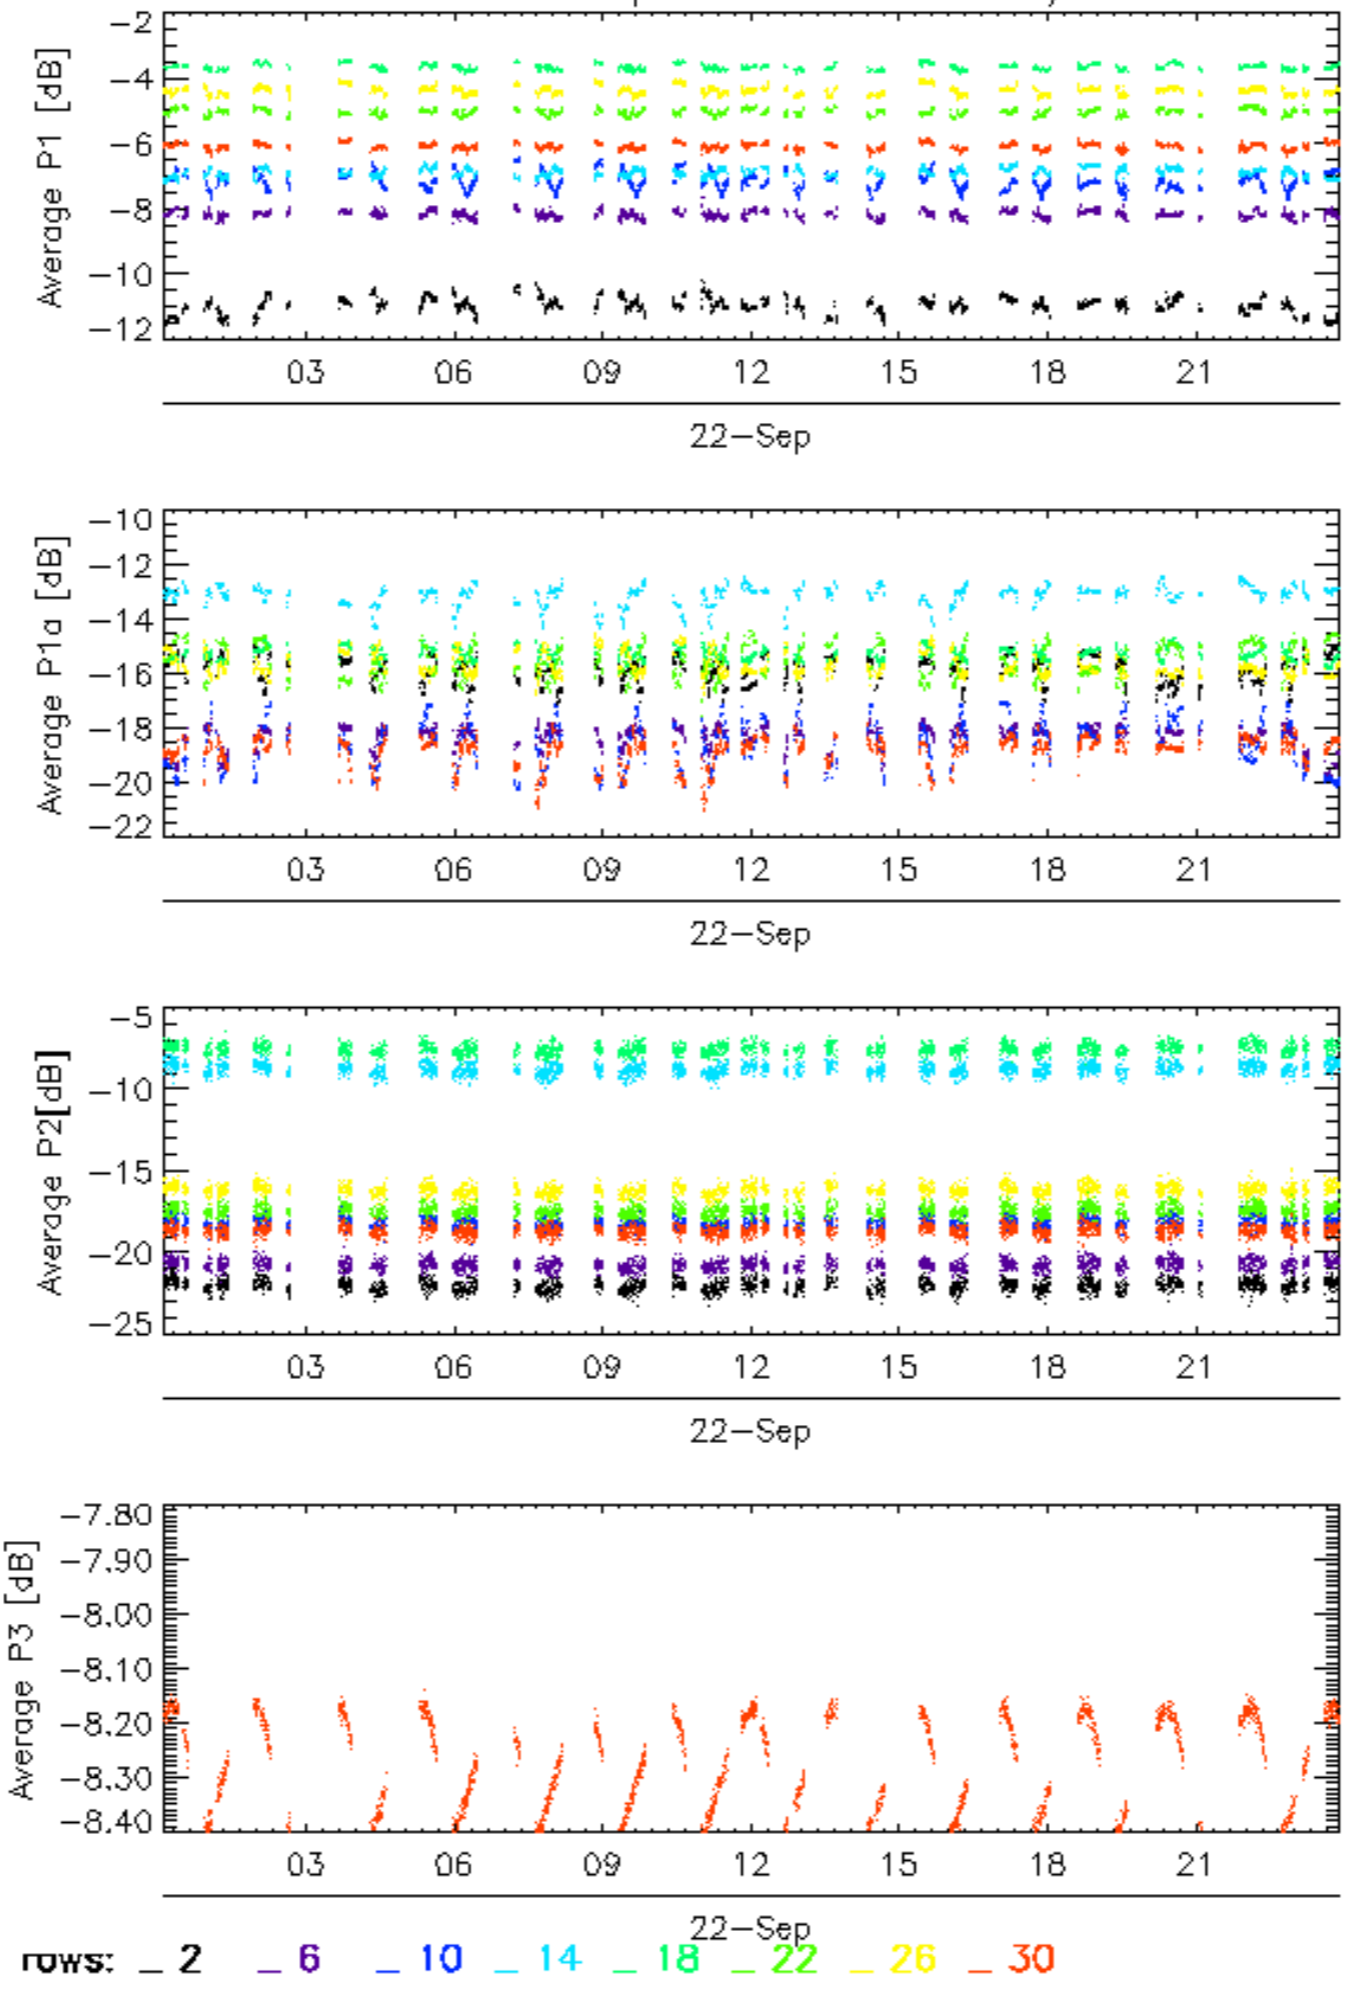 Average P1 [dB]
-2
-4
-6
-8
-10
-12
03 06 09 12 15 18 21
22-Sep
Average P1a [dB]
-10
-12
-14
-16
-18
-20
-22
03 06 09 12 15 18 21
22-Sep
Average P2[dB]
-5
-10
-15
-20
-25
03 06 09 12 15 18 21
22-Sep
Average P3 [dB]
-7.80
-7.90
-8.00
-8.10
-8.20
-8.30
-8.40
03 06 09 12 15 18 21
22-Sep
rows: _ 2 _ 6 _ 10 _ 14 _ 18 _ 22 _ 26 _ 30